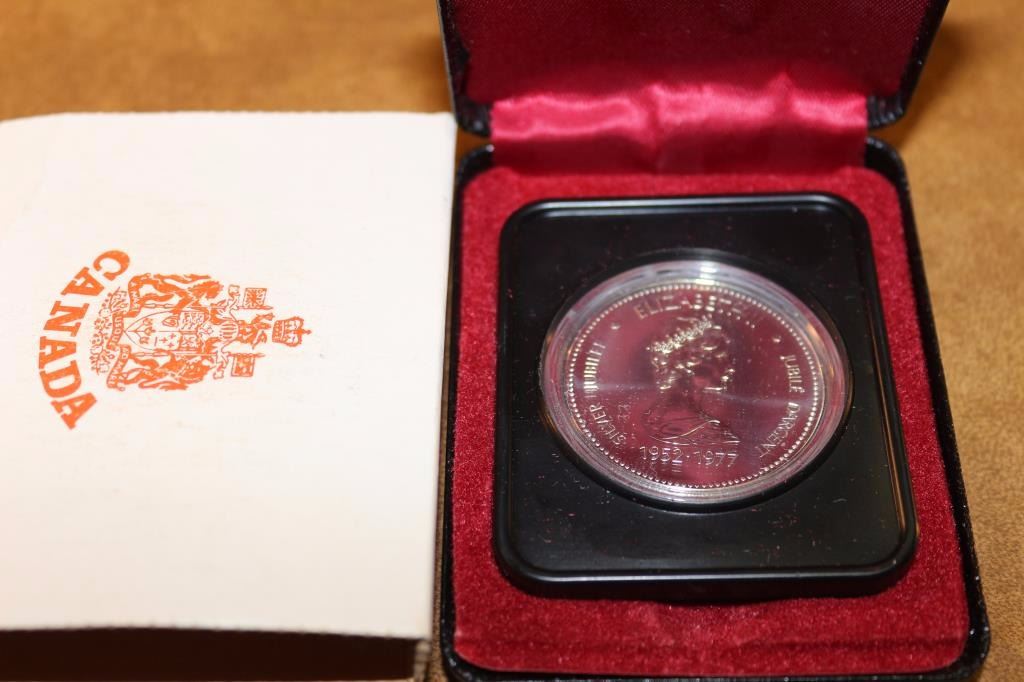 CANADA
ELIZABETH II
SILVER JUBILEE
JUBILÉ D'ARGENT
1952·1977